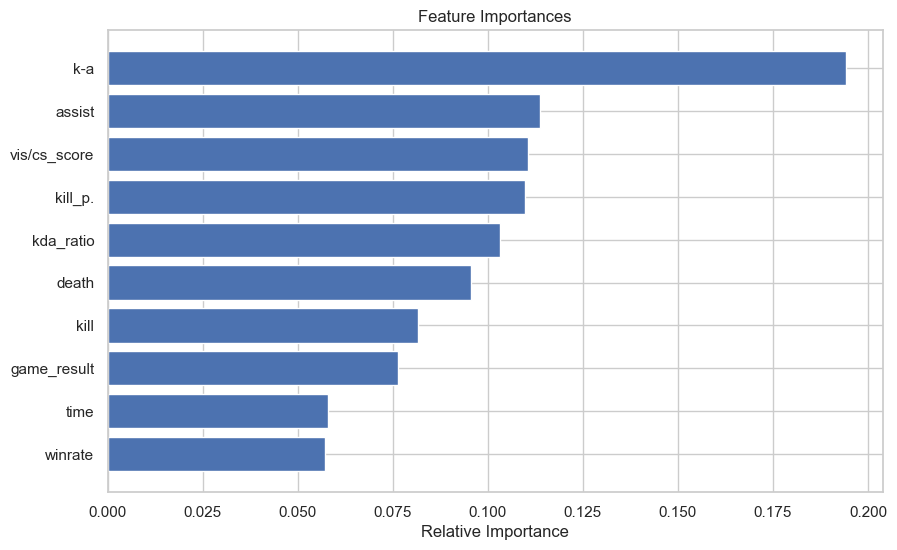 Feature Importances
k-a
assist
vis/cs_score
kill_p.
kda_ratio
death
kill
game_result
time
winrate
0.000 0.025 0.050 0.075 0.100 0.125 0.150 0.175 0.200
Relative Importance